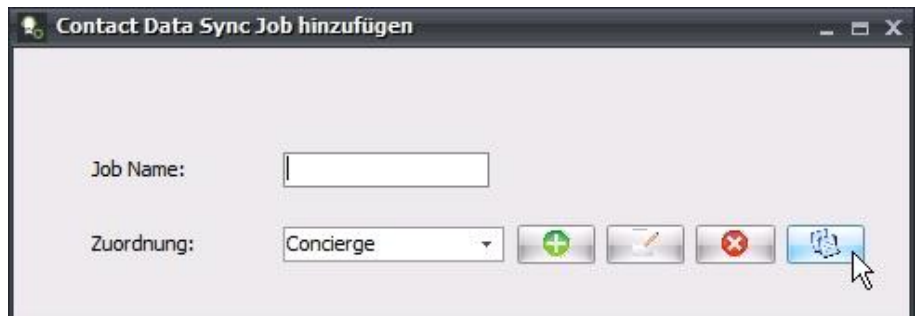 Contact Data Sync Job hinzufügen
Job Name:
Zuordnung: Concierge